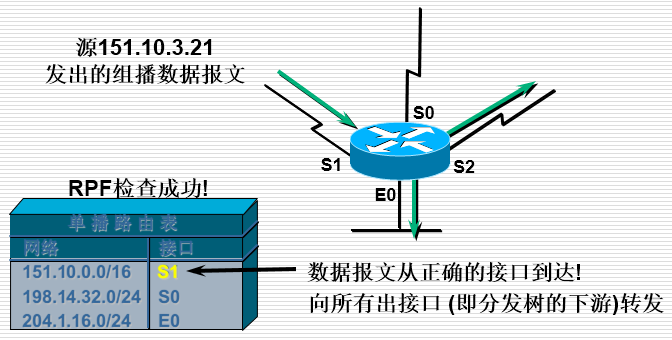 源151.10.3.21
发出的组播数据报文
S0
S1
S2
E0
RPF检查成功!
单播路由表
网络 接口
151.10.0.0/16 S1
198.14.32.0/24 S0
204.1.16.0/24 E0
数据报文从正确的接口到达!
向所有出接口 (即分发树的下游)转发